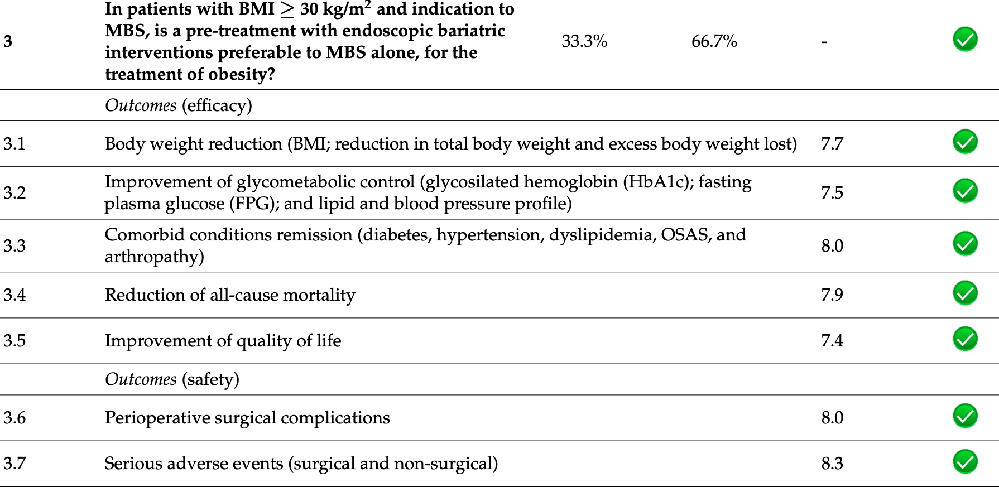 In patients with BMI ≥ 30 kg/m² and indication to
MBS, is a pre-treatment with endoscopic bariatric
3 33.3% 66.7% -
interventions preferable to MBS alone, for the
treatment of obesity?
Outcomes (efficacy)
3.1 Body weight reduction (BMI; reduction in total body weight and excess body weight lost) 7.7
Improvement of glycometabolic control (glycosilated hemoglobin (HbA1c); fasting
3.2 7.5
plasma glucose (FPG); and lipid and blood pressure profile)
Comorbid conditions remission (diabetes, hypertension, dyslipidemia, OSAS, and
3.3 8.0
arthropathy)
3.4 Reduction of all-cause mortality 7.9
3.5 Improvement of quality of life 7.4
Outcomes (safety)
3.6 Perioperative surgical complications 8.0
3.7 Serious adverse events (surgical and non-surgical) 8.3